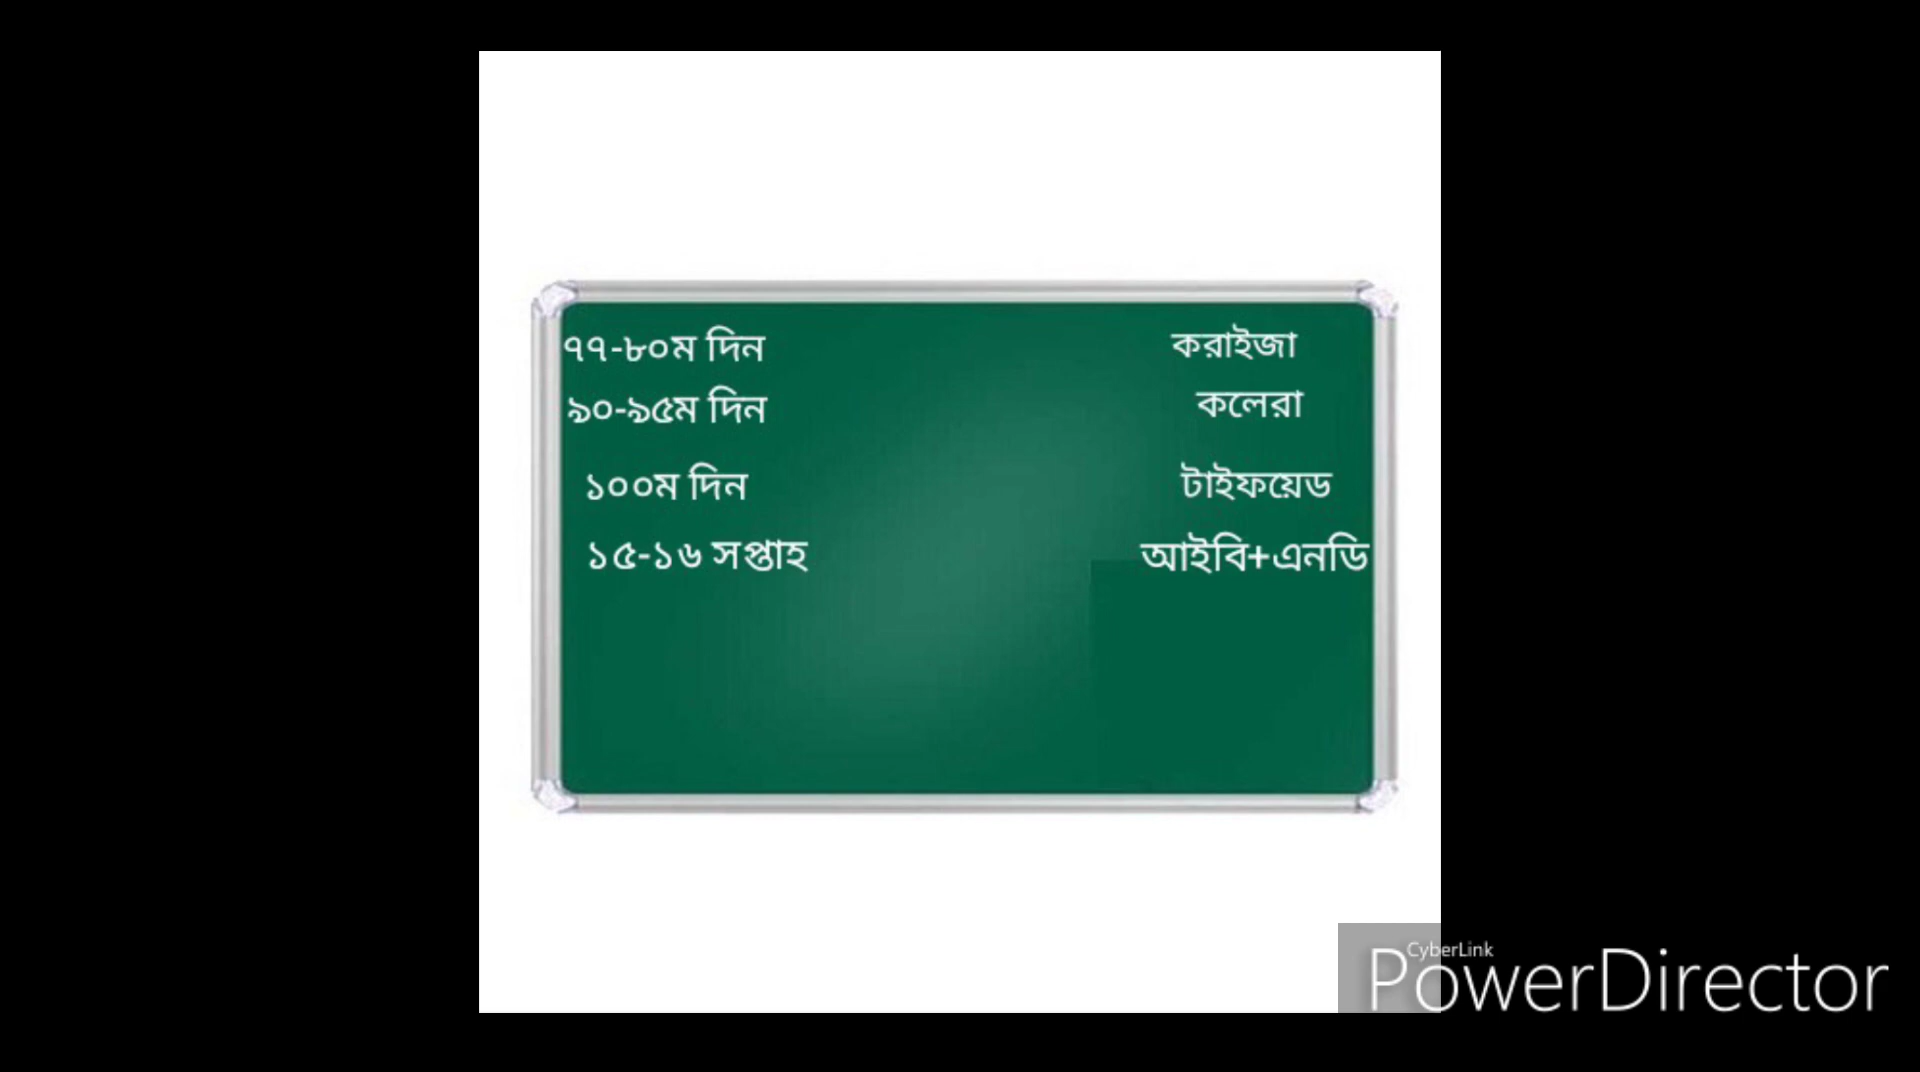 ৭৭-৮০ম দিন করাইজা
৯০-৯৫ম দিন কলেরা
১০০ম দিন টাইফয়েড
১৫-১৬ সপ্তাহ আইবি+এনডি
CyberLink
PowerDirector